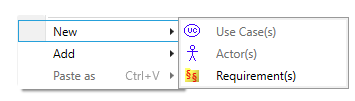 New
Add
Paste as Ctrl+V
UC Use Case(s)
Actor(s)
§§ Requirement(s)